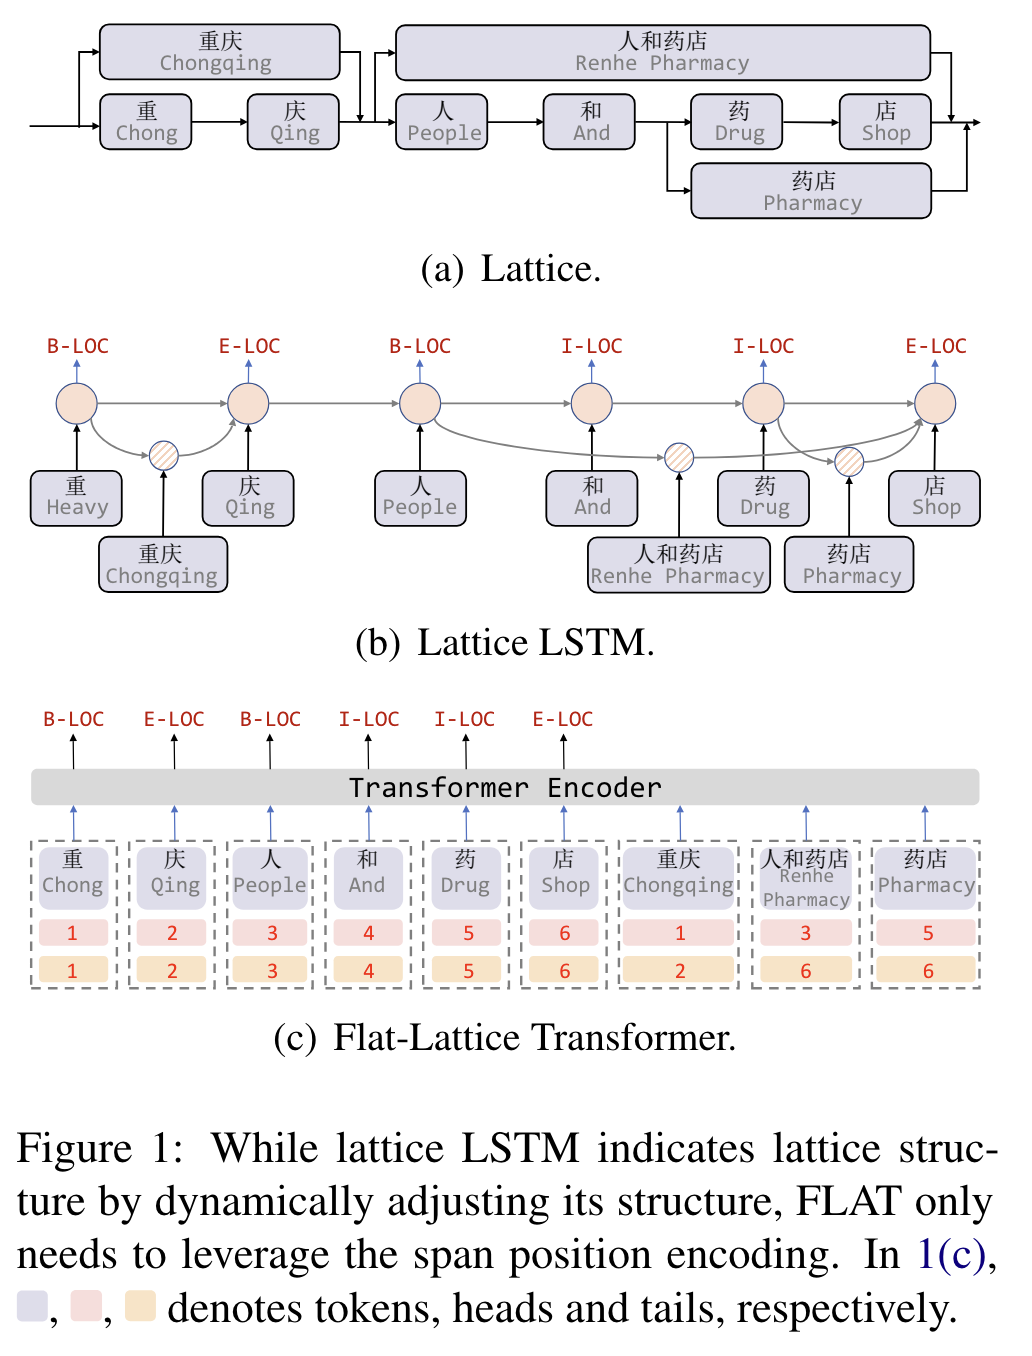 重庆
Chongqing
人和药店
Renhe Pharmacy
重
Chong
庆
Qing
人
People
和
And
药
Drug
店
Shop
药店
Pharmacy
(a) Lattice.
B-LOC E-LOC B-LOC I-LOC I-LOC E-LOC
重
Heavy
庆
Qing
人
People
和
And
药
Drug
店
Shop
重庆
Chongqing
人和药店
Renhe Pharmacy
药店
Pharmacy
(b) Lattice LSTM.
B-LOC E-LOC B-LOC I-LOC I-LOC E-LOC
Transformer Encoder
重
Chong
1
1
庆
Qing
2
2
人
People
3
3
和
And
4
4
药
Drug
5
5
店
Shop
6
6
重庆
Chongqing
1
2
人和药店
Renhe
Pharmacy
3
6
药店
Pharmacy
5
6
(c) Flat-Lattice Transformer.
Figure 1: While lattice LSTM indicates lattice struc-
ture by dynamically adjusting its structure, FLAT only
needs to leverage the span position encoding. In 1(c),
, , denotes tokens, heads and tails, respectively.